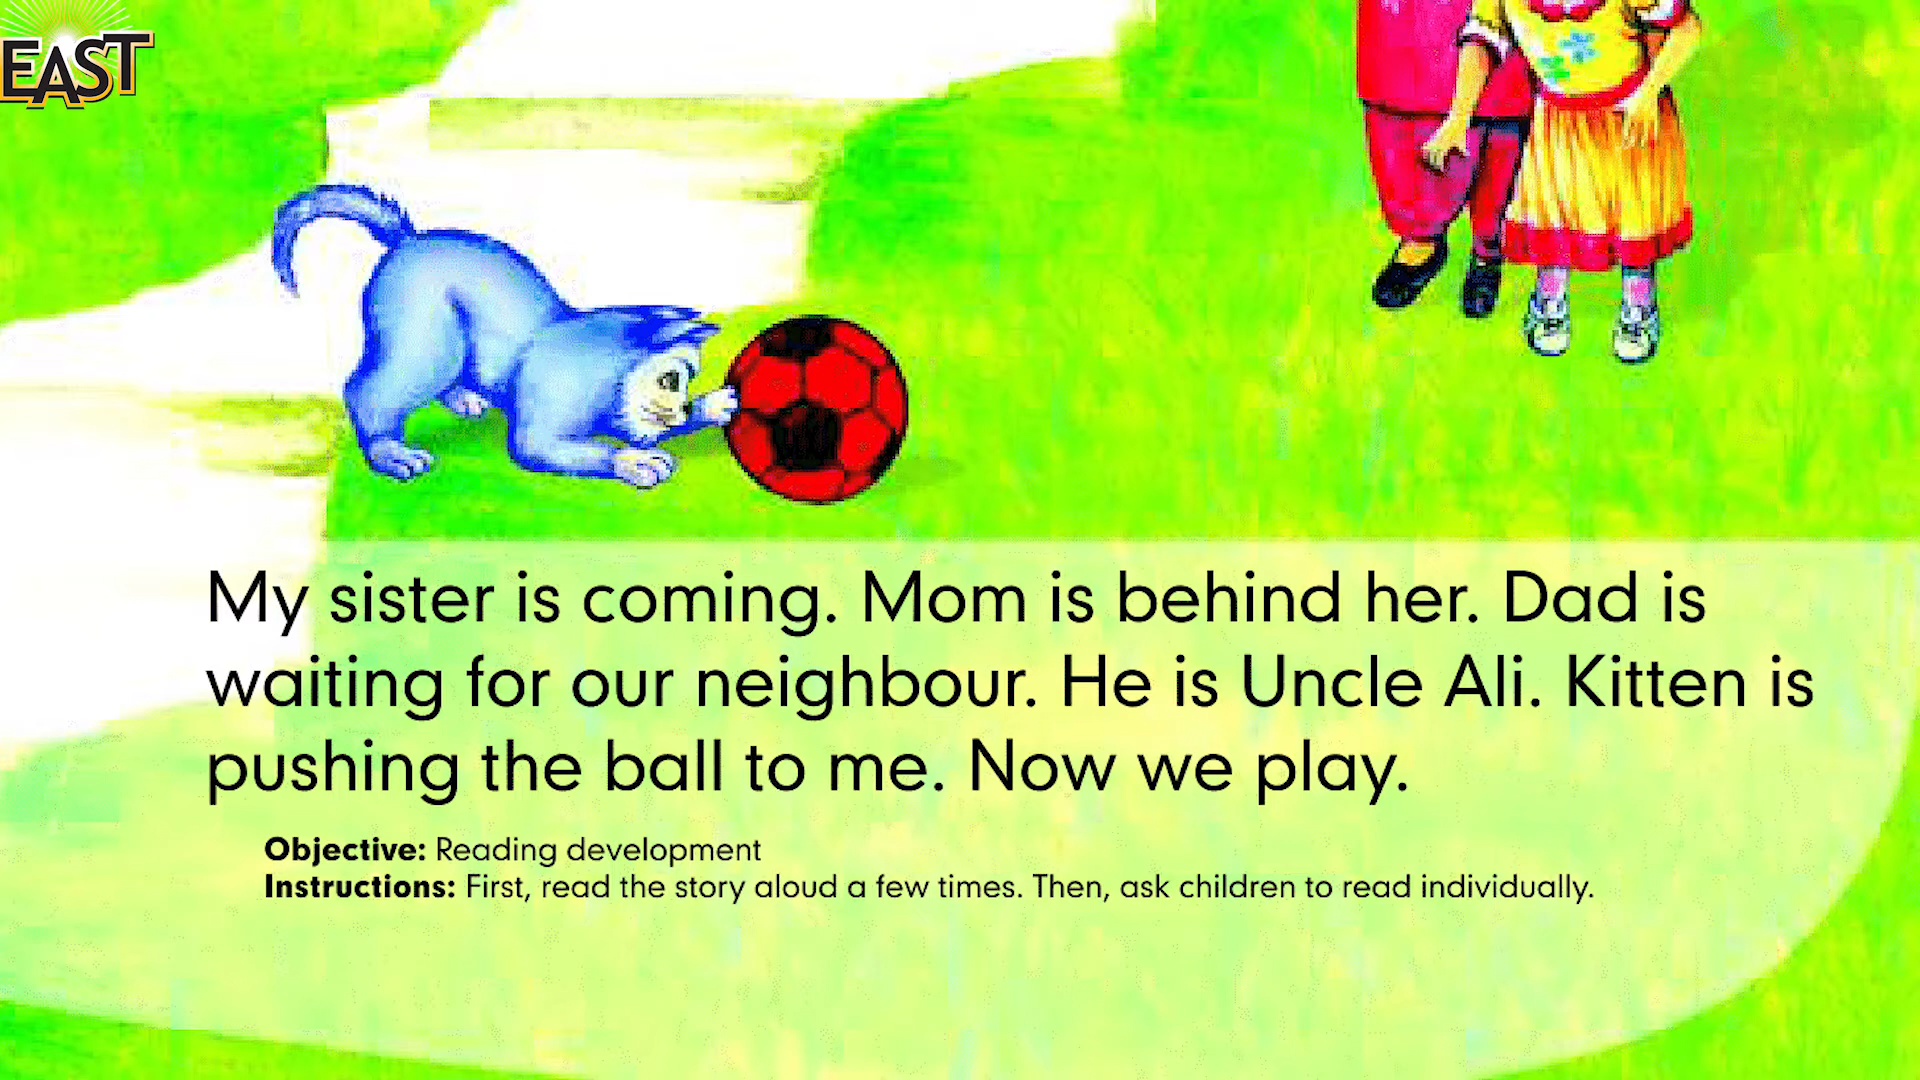 EAST
My sister is coming. Mom is behind her. Dad is
waiting for our neighbour. He is Uncle Ali. Kitten is
pushing the ball to me. Now we play.
Objective: Reading development
Instructions: First, read the story aloud a few times. Then, ask children to read individually.